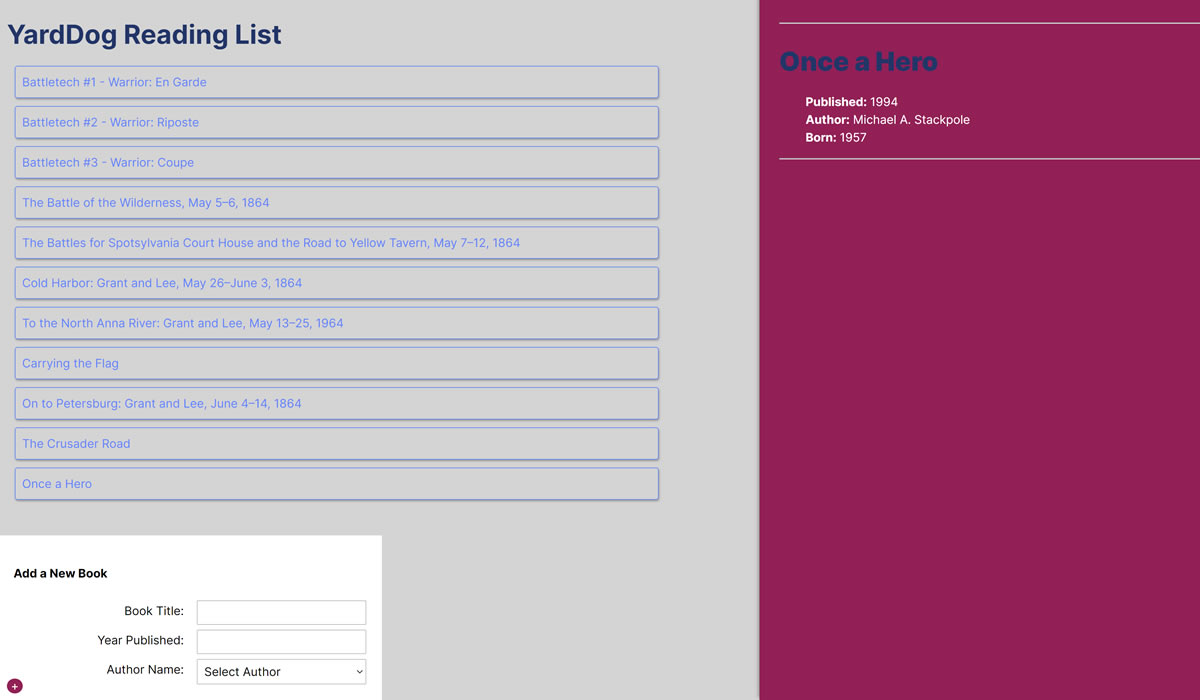 YardDog Reading List
Battletech #1 - Warrior: En Garde
Battletech #2 - Warrior: Riposte
Battletech #3 - Warrior: Coupe
The Battle of the Wilderness, May 5–6, 1864
The Battles for Spotsylvania Court House and the Road to Yellow Tavern, May 7–12, 1864
Cold Harbor: Grant and Lee, May 26–June 3, 1864
To the North Anna River: Grant and Lee, May 13–25, 1964
Carrying the Flag
On to Petersburg: Grant and Lee, June 4–14, 1864
The Crusader Road
Once a Hero
Add a New Book
Book Title:
Year Published:
Author Name: Select Author
+
Once a Hero
Published: 1994
Author: Michael A. Stackpole
Born: 1957